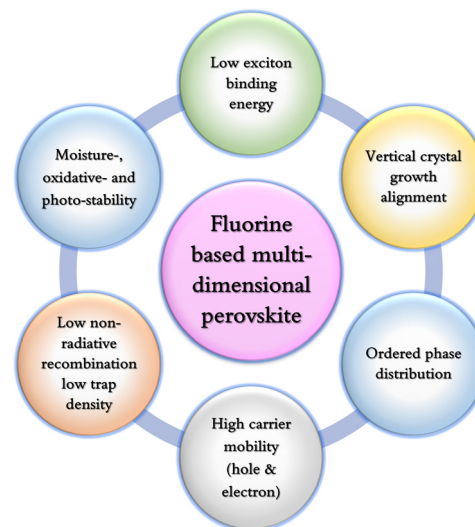 Low exciton
binding
energy
Moisture-,
oxidative- and
photo-stability
Vertical crystal
growth
alignment
Fluorine
based multi-
dimensional
perovskite
Low non-
radiative
recombination
low trap
density
Ordered phase
distribution
High carrier
mobility
(hole &
electron)